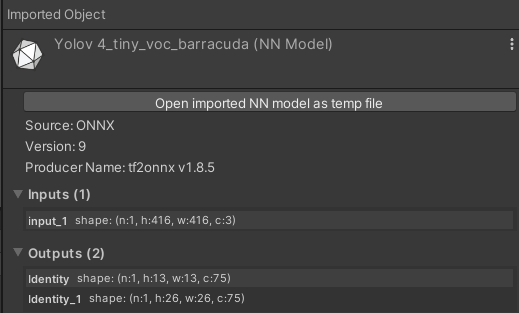 Imported Object
Yolov 4_tiny_voc_barracuda (NN Model)
Open imported NN model as temp file
Source: ONNX
Version: 9
Producer Name: tf2onnx v1.8.5
Inputs (1)
input_1 shape: (n:1, h:416, w:416, c:3)
Outputs (2)
Identity shape: (n:1, h:13, w:13, c:75)
Identity_1 shape: (n:1, h:26, w:26, c:75)